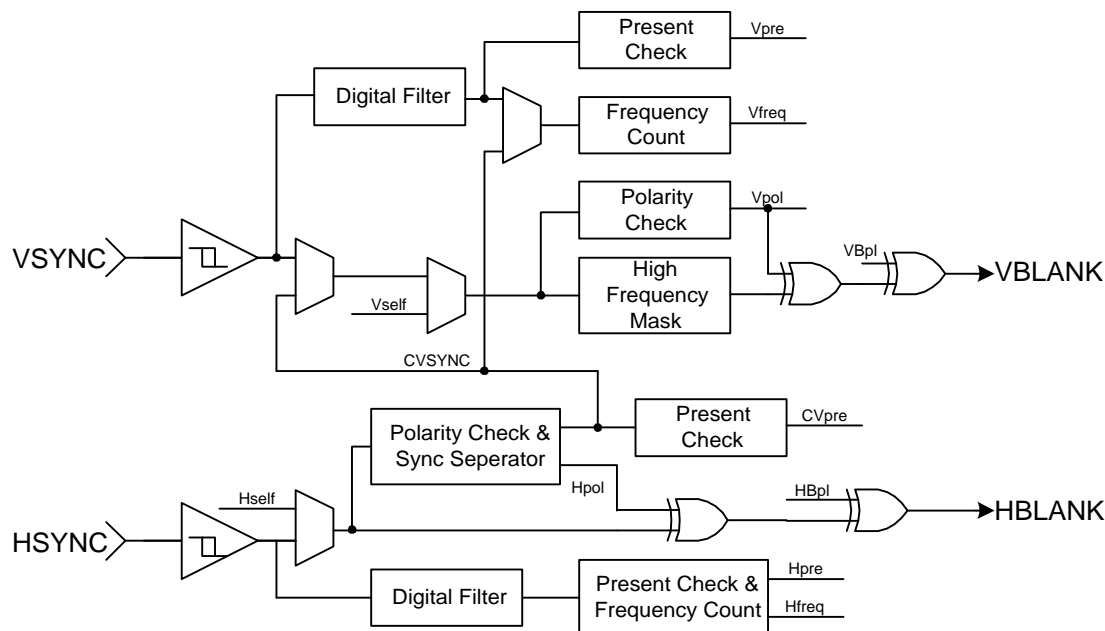 Present
Check
Vpre
Digital Filter
Frequency
Count
Vfreq
Polarity
Check
Vpol
VSYNC
VBpl
VBLANK
High
Frequency
Mask
Vself
CVSYNC
Polarity Check &
Sync Seperator
Present
Check
CVpre
Hself
Hpol
HBpl
HSYNC
HBLANK
Digital Filter
Present Check &
Frequency Count
Hpre
Hfreq